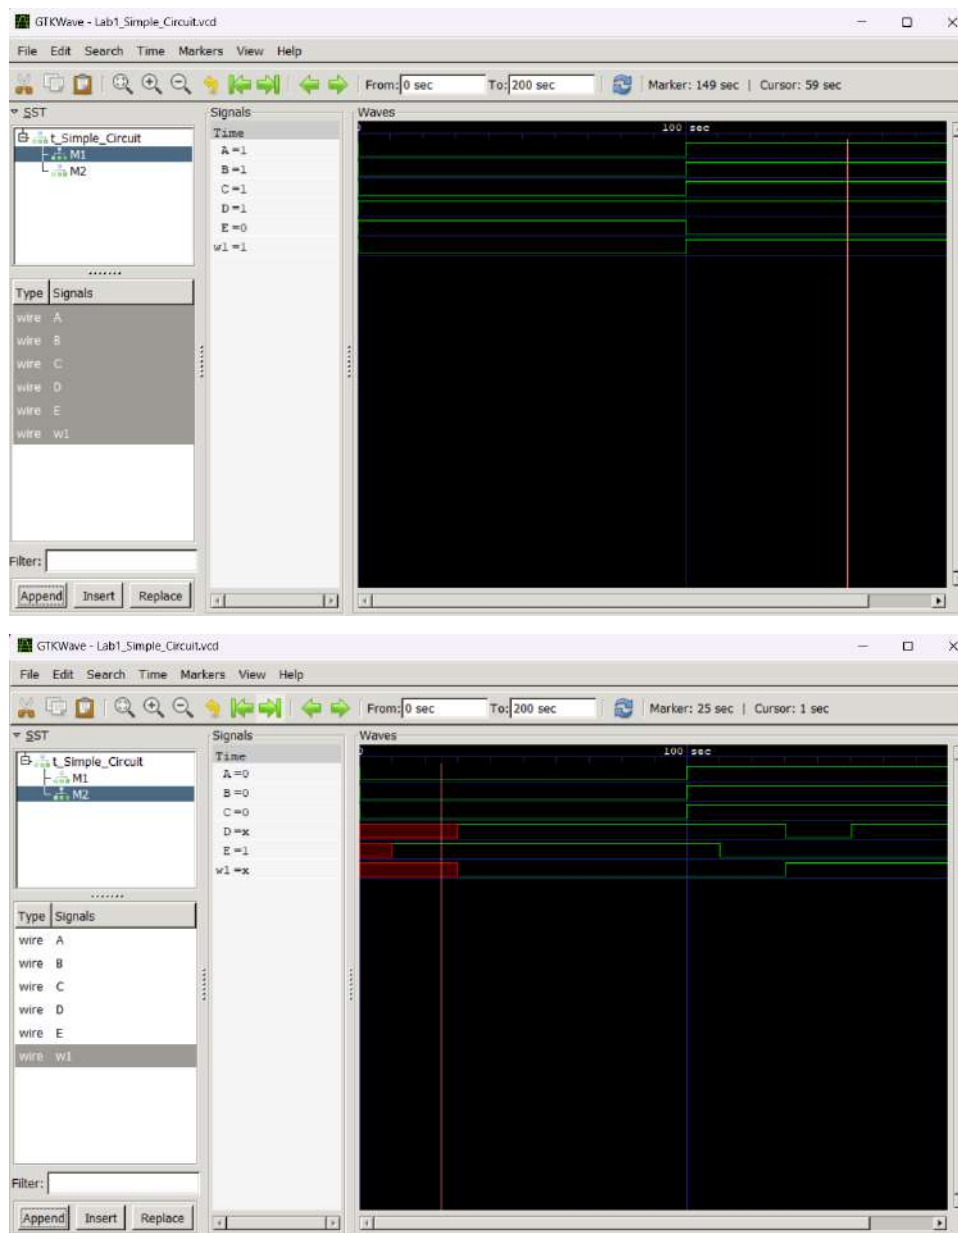 GTKWave - Lab1_Simple_Circuit.vcd
File Edit Search Time Markers View Help
From: 0 sec To: 200 sec Marker: 149 sec | Cursor: 59 sec
SST
t_Simple_Circuit
M1
M2
Type Signals
wire A
wire B
wire C
wire D
wire E
wire w1
Filter:
Append Insert Replace
Signals
Time
A =1
B =1
C =1
D =1
E =0
w1 =1
Waves
100 sec
GTKWave - Lab1_Simple_Circuit.vcd
File Edit Search Time Markers View Help
From: 0 sec To: 200 sec Marker: 25 sec | Cursor: 1 sec
SST
t_Simple_Circuit
M1
M2
Type Signals
wire A
wire B
wire C
wire D
wire E
wire w1
Filter:
Append Insert Replace
Signals
Time
A =0
B =0
C =0
D =x
E =1
w1 =x
Waves
100 sec